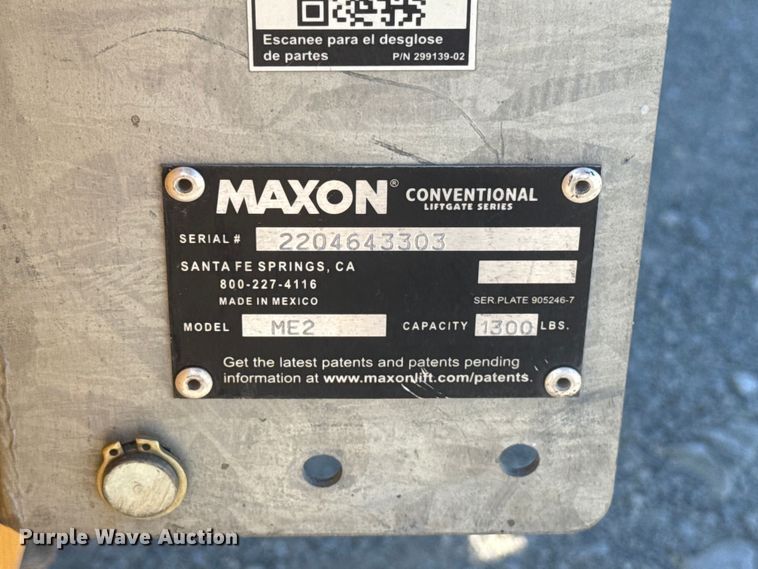 Escanee para el desglose
de partes P/N 299139-02
MAXON® CONVENTIONAL
LIFTGATE SERIES
SERIAL # 2204643303
SANTA FE SPRINGS, CA
800-227-4116
MADE IN MEXICO SER.PLATE 905246-7
MODEL ME2 CAPACITY 1300 LBS.
Get the latest patents and patents pending
information at www.maxonlift.com/patents.
Purple Wave Auction